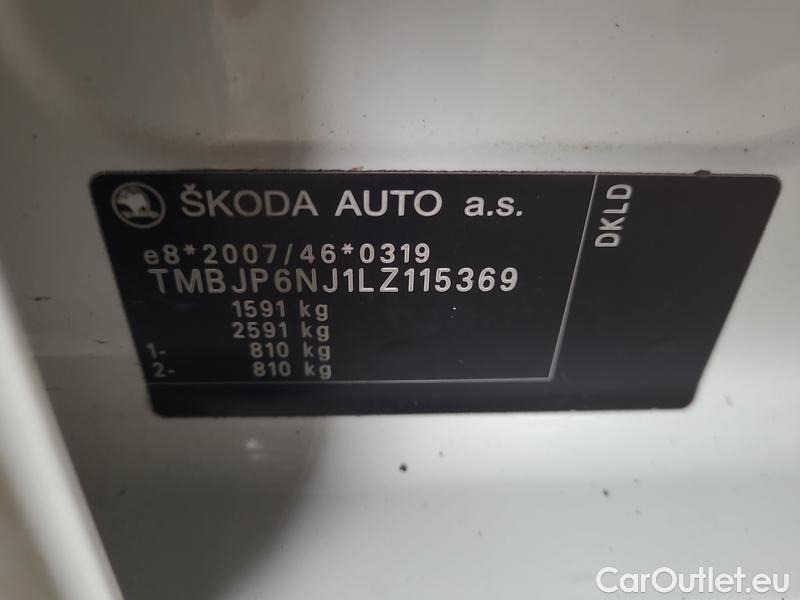 ŠKODA AUTO a.s.
DKLD
e8*2007/46*0319
TMBJP6NJ1LZ115369
1591 kg
2591 kg
1- 810 kg
2- 810 kg
CarOutlet.eu